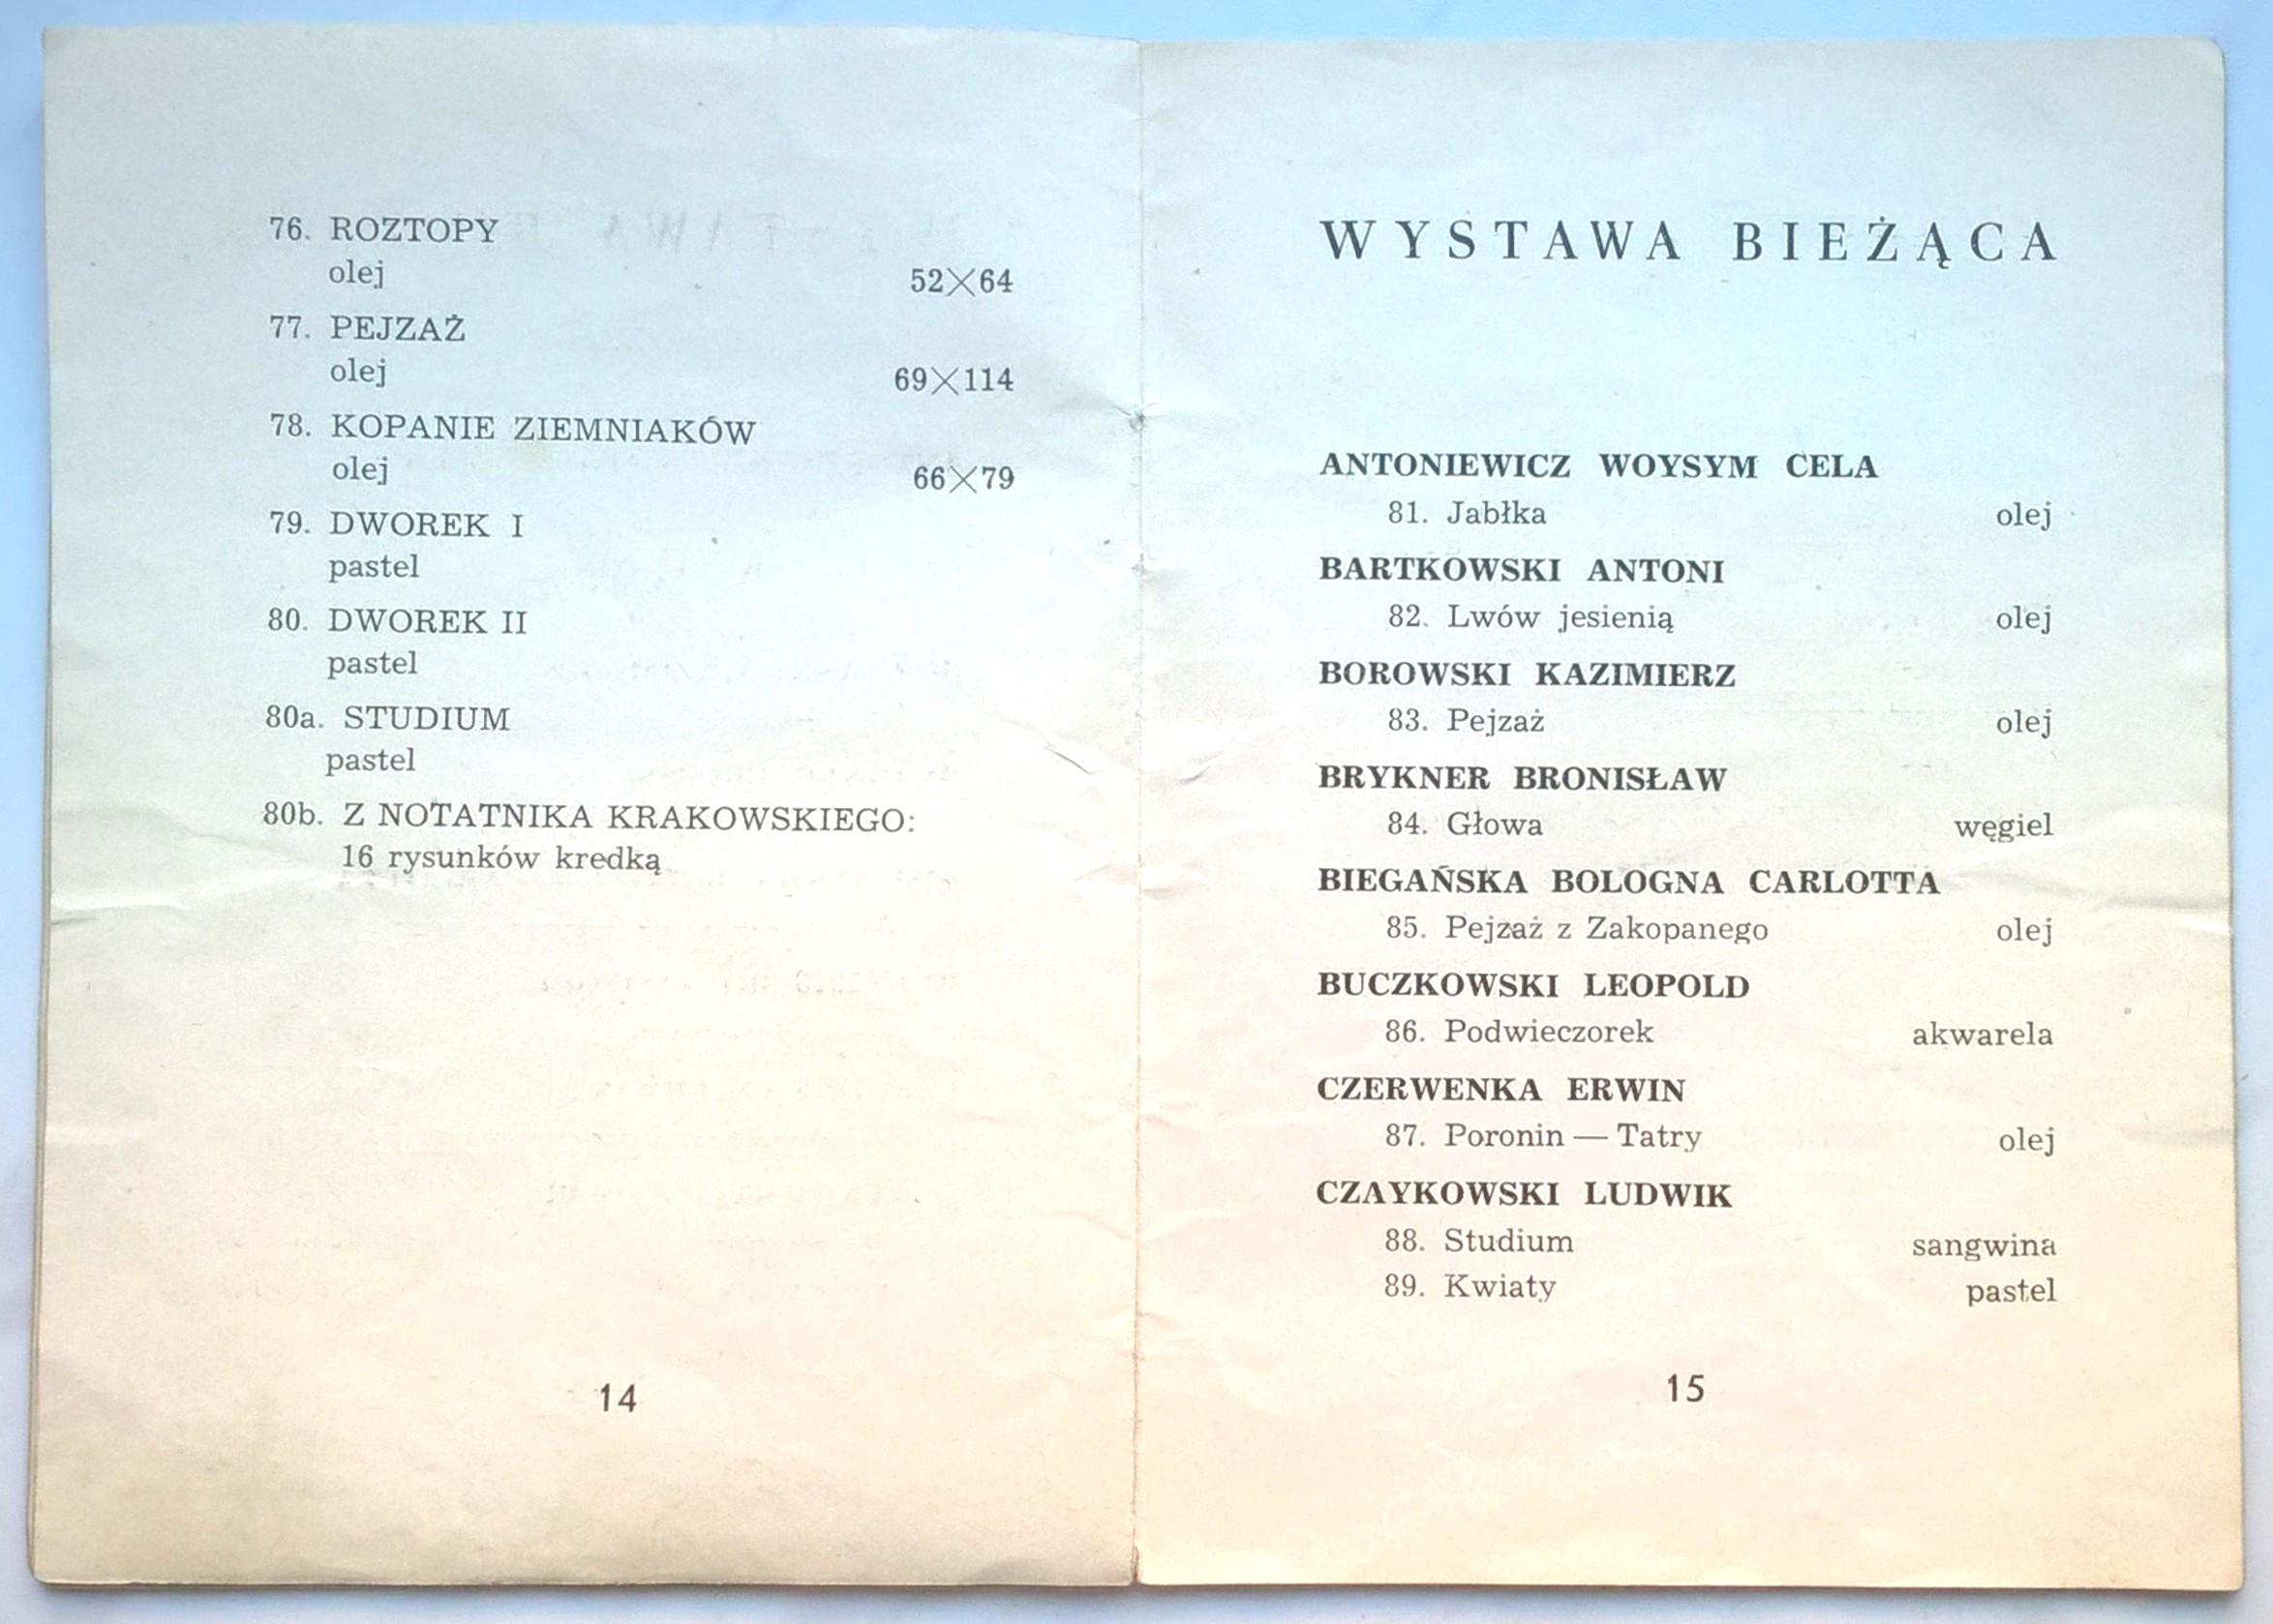 76. ROZTOPY
olej 52×64
77. PEJZAŻ
olej 69×114
78. KOPANIE ZIEMNIAKÓW
olej 66×79
79. DWOREK I
pastel
80. DWOREK II
pastel
80a. STUDIUM
pastel
80b. Z NOTATNIKA KRAKOWSKIEGO:
16 rysunków kredką
14
WYSTAWA BIEŻĄCA
ANTONIEWICZ WOYSYM CELA
81. Jabłka olej
BARTKOWSKI ANTONI
82. Lwów jesienią olej
BOROWSKI KAZIMIERZ
83. Pejzaż olej
BRYKNER BRONISŁAW
84. Głowa węgiel
BIEGAŃSKA BOLOGNA CARLOTTA
85. Pejzaż z Zakopanego olej
BUCZKOWSKI LEOPOLD
86. Podwieczorek akwarela
CZERWENKA ERWIN
87. Poronin — Tatry olej
CZAYKOWSKI LUDWIK
88. Studium sangwina
89. Kwiaty pastel
15